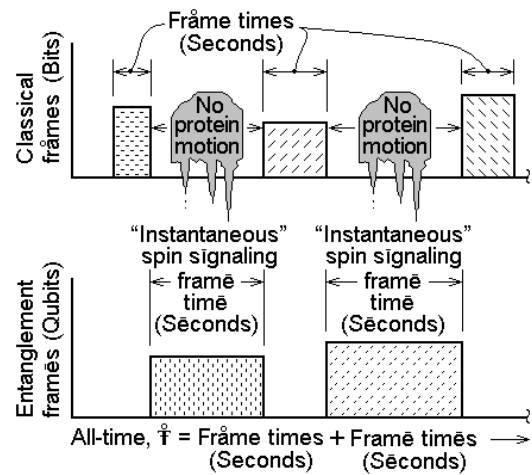 Fråme times
(Seconds)
Classical
fråmes (Bits)
No
protein
motion
No
protein
motion
“Instantaneous”
spin sīgnaling
“Instantaneous”
spin sīgnaling
framē
timē
(Sēconds)
framē
timē
(Sēconds)
Entanglement
framēs (Qubits)
All-time, T̊̄ = Fråme times + Framē timēs
(Seconds) (Sēconds)